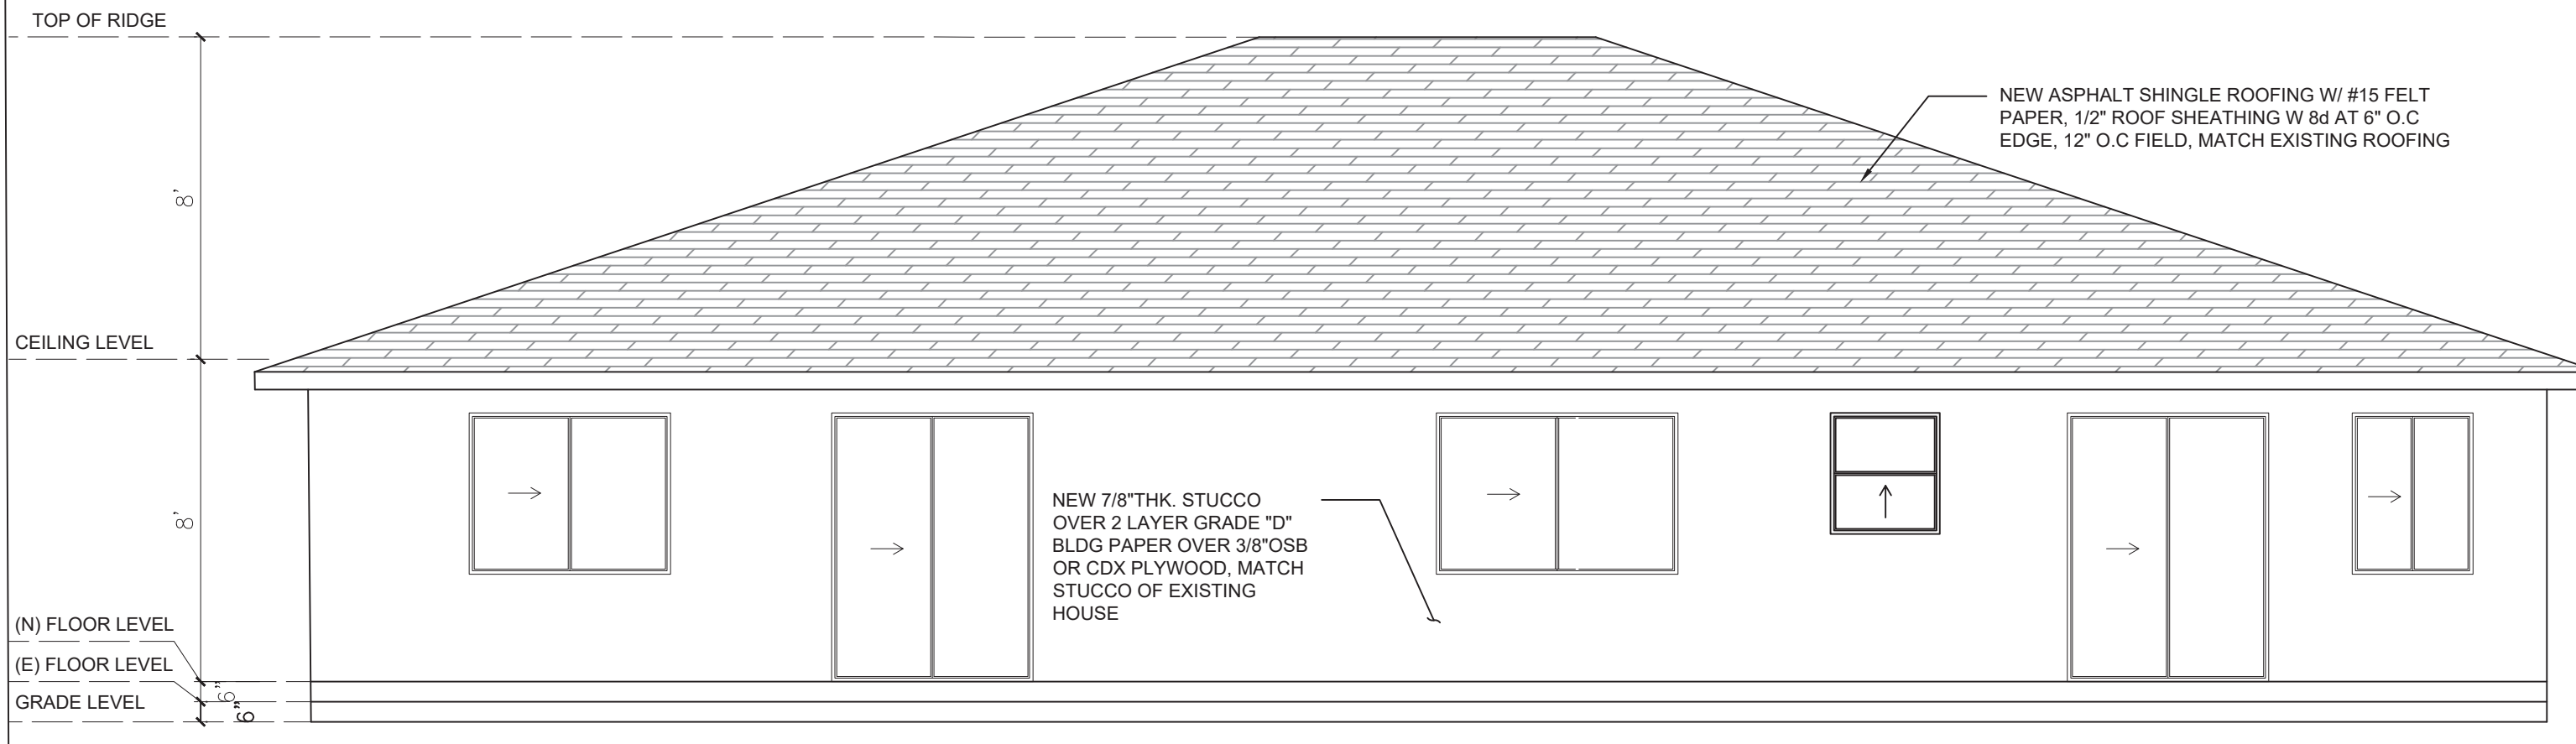 TOP OF RIDGE
NEW ASPHALT SHINGLE ROOFING W/ #15 FELT
PAPER, 1/2" ROOF SHEATHING W 8d AT 6" O.C
EDGE, 12" O.C FIELD, MATCH EXISTING ROOFING
8'
CEILING LEVEL
8'
NEW 7/8"THK. STUCCO
OVER 2 LAYER GRADE "D"
BLDG PAPER OVER 3/8"OSB
OR CDX PLYWOOD, MATCH
STUCCO OF EXISTING
HOUSE
(N) FLOOR LEVEL
(E) FLOOR LEVEL
6"
GRADE LEVEL
6"